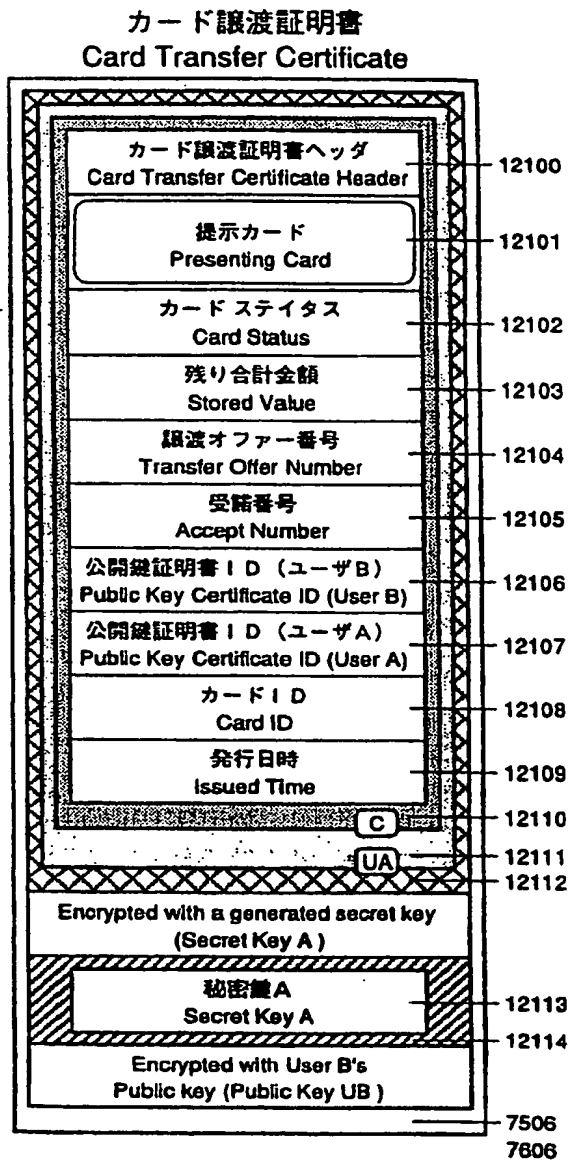 カード譲渡証明書
Card Transfer Certificate
カード譲渡証明書ヘッダ
Card Transfer Certificate Header
12100
提示カード
Presenting Card
12101
カード ステイタス
Card Status
12102
残り合計金額
Stored Value
12103
譲渡オファー番号
Transfer Offer Number
12104
受諾番号
Accept Number
12105
公開鍵証明書ID (ユーザB)
Public Key Certificate ID (User B)
12106
公開鍵証明書ID (ユーザA)
Public Key Certificate ID (User A)
12107
カードID
Card ID
12108
発行日時
Issued Time
12109
C
12110
UA
12111
12112
Encrypted with a generated secret key
(Secret Key A )
秘密鍵A
Secret Key A
12113
12114
Encrypted with User B's
Public key (Public Key UB )
7506
7606